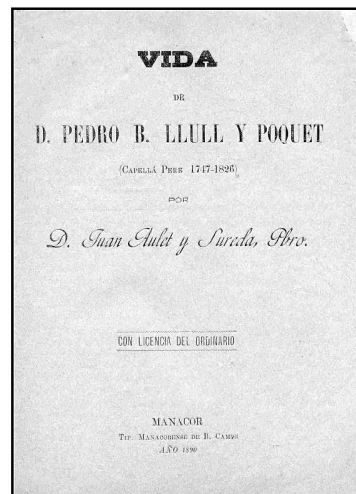 VIDA
DE
D. PEDRO B. LLULL Y POQUET
(CAPELLÁ PERE 1747-1826)
POR
D. Juan Aulet y Sureda, Pbro.
CON LICENCIA DEL ORDINARIO
MANACOR
TIP. MANACORENSE DE B. CAMPS
AÑO 1890